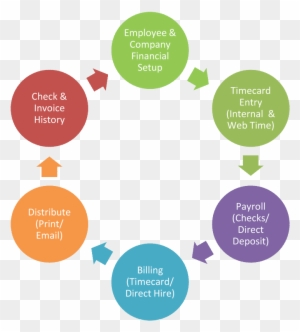 Employee &
Company
Financial
Setup
Timecard
Entry
(Internal &
Web Time)
Payroll
(Checks/
Direct
Deposit)
Billing
(Timecard/
Direct Hire)
Distribute
(Print/
Email)
Check &
Invoice
History